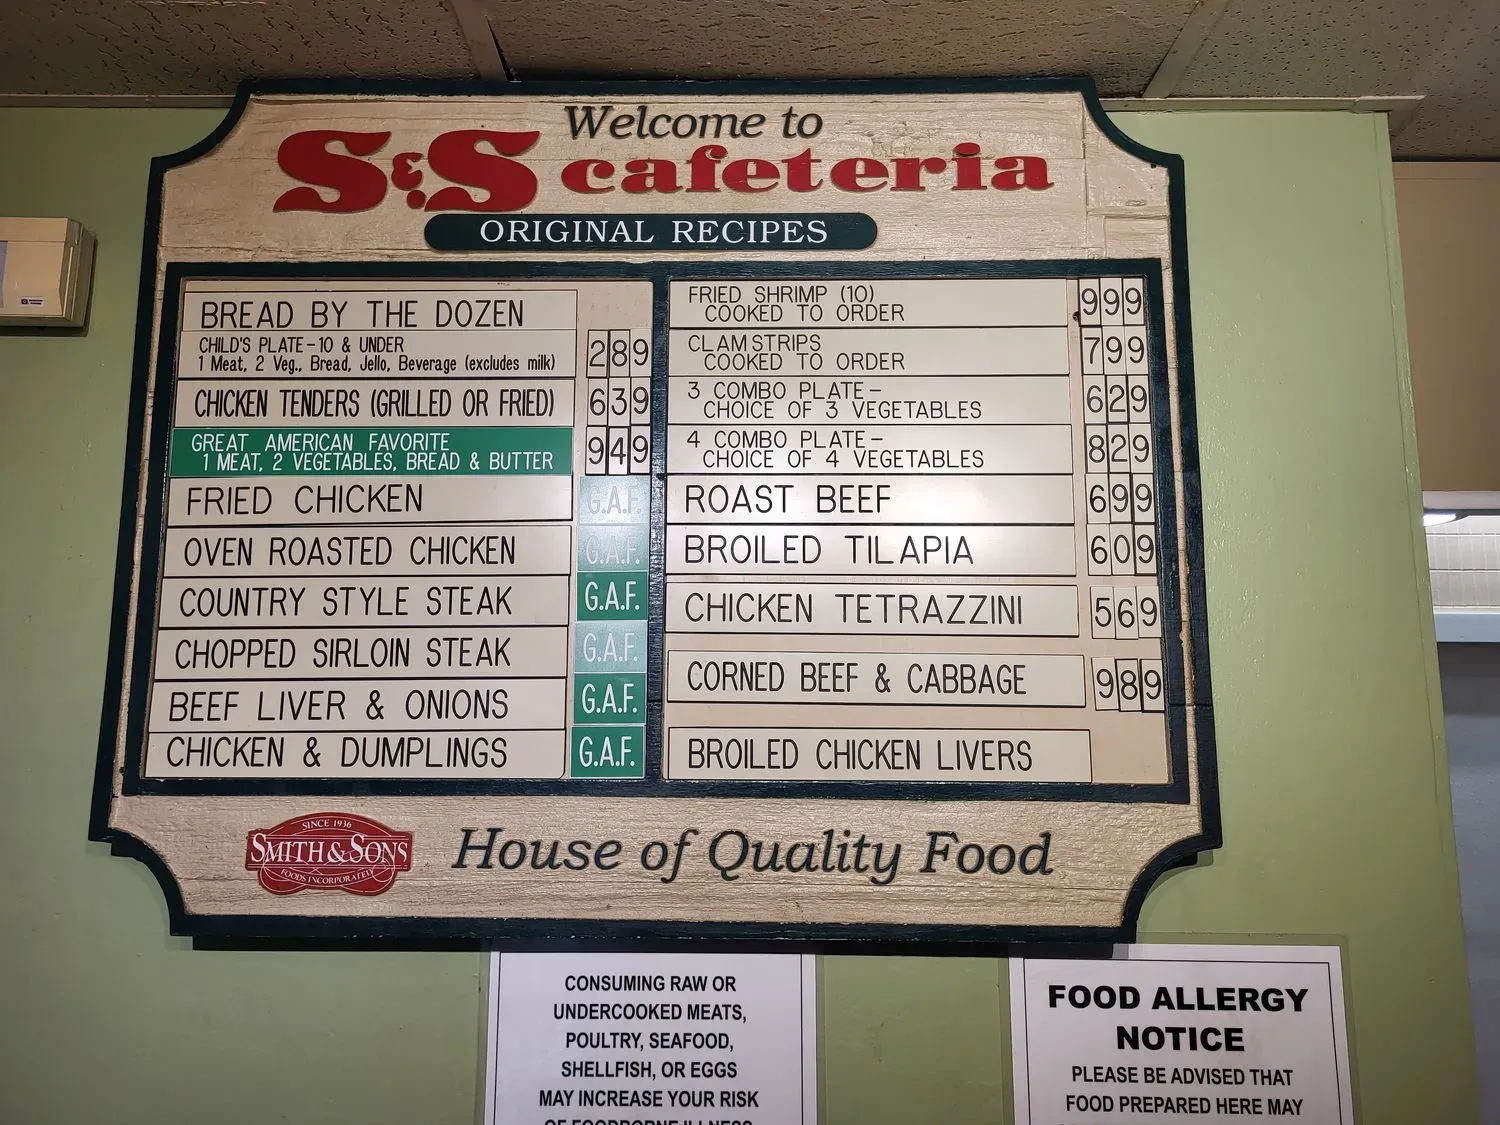 Welcome to
S&S cafeteria
ORIGINAL RECIPES
BREAD BY THE DOZEN
CHILD'S PLATE-10 & UNDER
1 Meat, 2 Veg., Bread, Jello, Beverage (excludes milk) 289
CHICKEN TENDERS (GRILLED OR FRIED) 639
GREAT AMERICAN FAVORITE
1 MEAT, 2 VEGETABLES, BREAD & BUTTER 949
FRIED CHICKEN G.A.F.
OVEN ROASTED CHICKEN G.A.F.
COUNTRY STYLE STEAK G.A.F.
CHOPPED SIRLOIN STEAK G.A.F.
BEEF LIVER & ONIONS G.A.F.
CHICKEN & DUMPLINGS G.A.F.
FRIED SHRIMP (10)
COOKED TO ORDER 999
CLAM STRIPS
COOKED TO ORDER 799
3 COMBO PLATE-
CHOICE OF 3 VEGETABLES 629
4 COMBO PLATE-
CHOICE OF 4 VEGETABLES 829
ROAST BEEF 699
BROILED TILAPIA 609
CHICKEN TETRAZZINI 569
CORNED BEEF & CABBAGE 989
BROILED CHICKEN LIVERS
SINCE 1936
SMITH & SONS
FOODS INCORPORATED
House of Quality Food
CONSUMING RAW OR
UNDERCOOKED MEATS,
POULTRY, SEAFOOD,
SHELLFISH, OR EGGS
MAY INCREASE YOUR RISK
OF FOODBORNE ILLNESS
FOOD ALLERGY
NOTICE
PLEASE BE ADVISED THAT
FOOD PREPARED HERE MAY